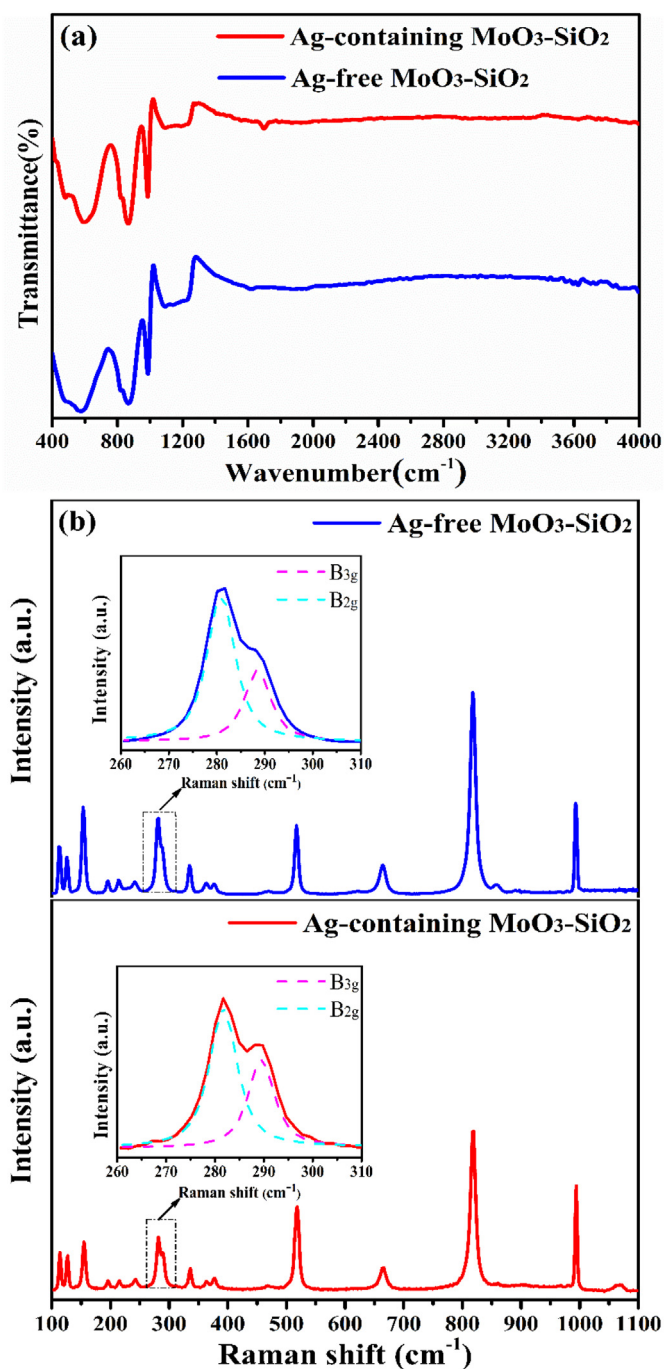 (a)
Ag-containing MoO₃-SiO₂
Ag-free MoO₃-SiO₂
Transmittance(%)
400 800 1200 1600 2000 2400 2800 3200 3600 4000
Wavenumber(cm⁻¹)
(b)
Ag-free MoO₃-SiO₂
B₃g
B₂g
Intensity (a.u.)
260 270 280 290 300 310
Raman shift (cm⁻¹)
Intensity (a.u.)
Ag-containing MoO₃-SiO₂
B₃g
B₂g
Intensity (a.u.)
260 270 280 290 300 310
Raman shift (cm⁻¹)
Intensity (a.u.)
100 200 300 400 500 600 700 800 900 1000 1100
Raman shift (cm⁻¹)